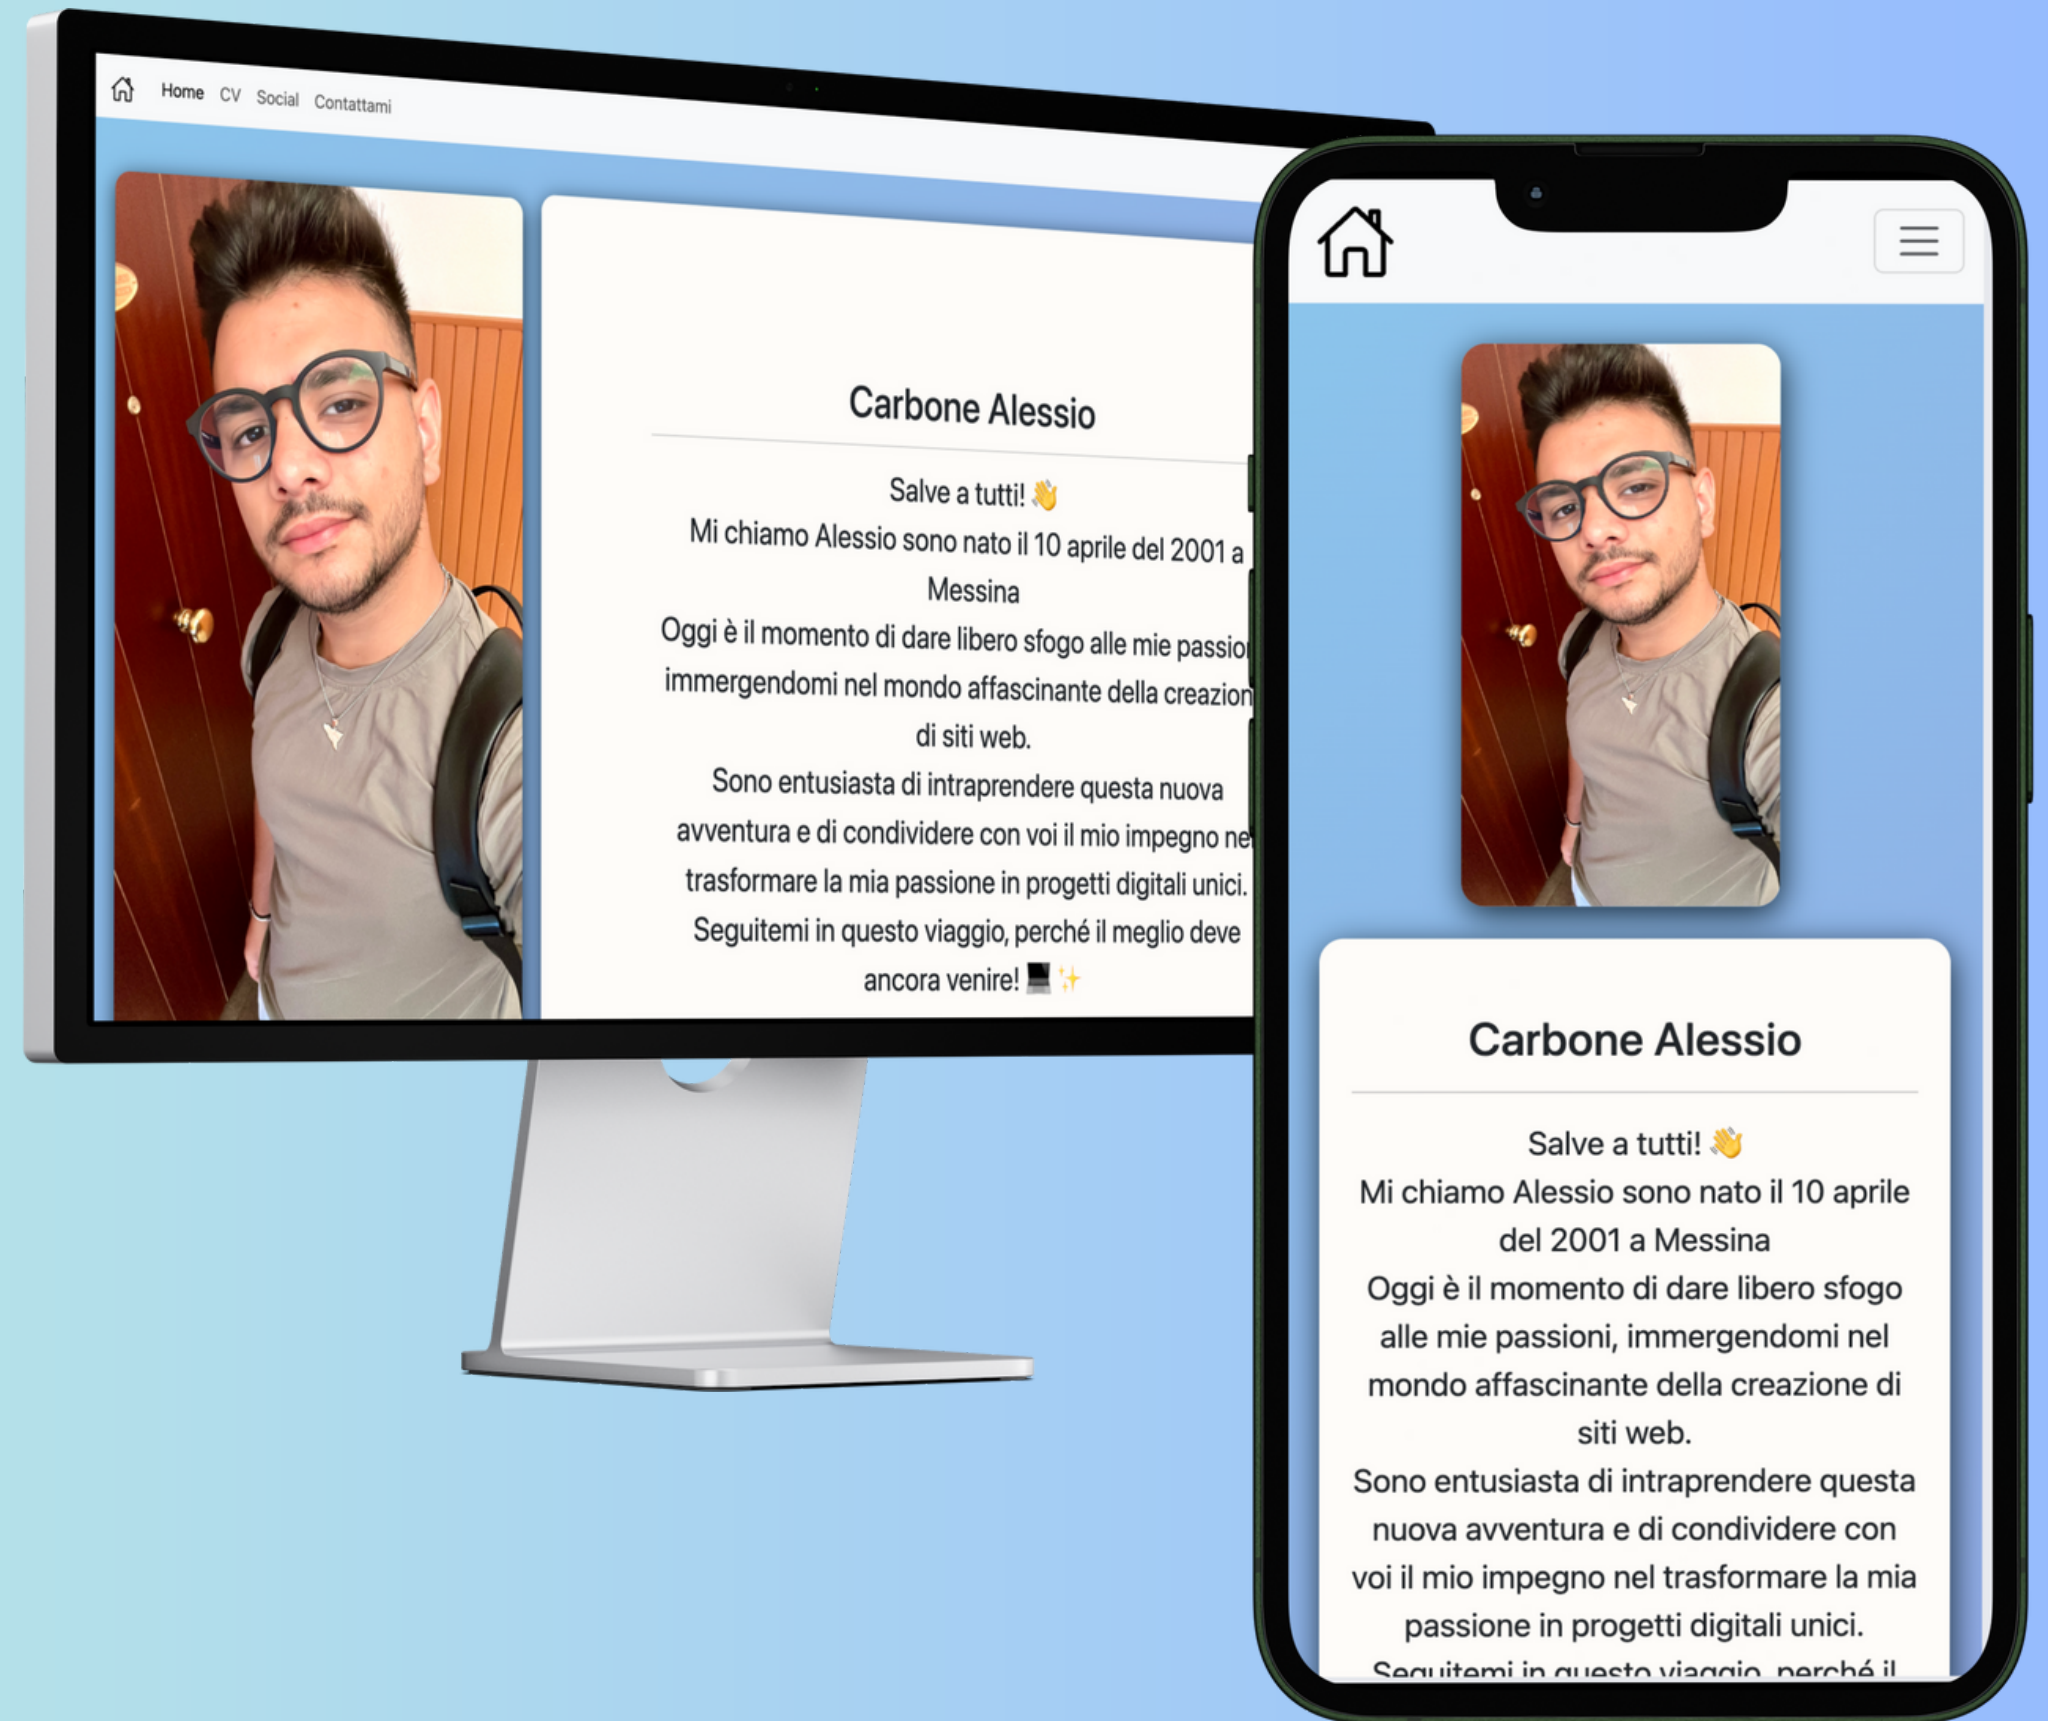 Home CV Social Contattami
Carbone Alessio
Salve a tutti! 👋
Mi chiamo Alessio sono nato il 10 aprile del 2001 a
Messina
Oggi è il momento di dare libero sfogo alle mie
immergendomi nel mondo affascinante della
di siti web.
Sono entusiasta di intraprendere questa nuova
avventura e di condividere con voi il mio impegno
trasformare la mia passione in progetti digitali unici.
Seguitemi in questo viaggio, perché il meglio deve
ancora venire! 💻✨
Carbone Alessio
Salve a tutti! 👋
Mi chiamo Alessio sono nato il 10 aprile
del 2001 a Messina
Oggi è il momento di dare libero sfogo
alle mie passioni, immergendomi nel
mondo affascinante della creazione di
siti web.
Sono entusiasta di intraprendere questa
nuova avventura e di condividere con
voi il mio impegno nel trasformare la mia
passione in progetti digitali unici.
Seguitemi in questo viaggio, perché il